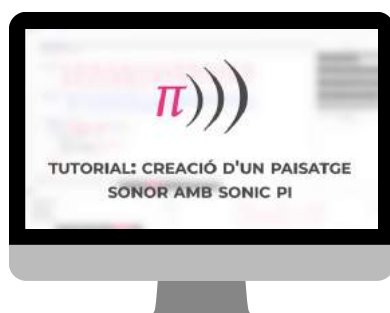 π)))
TUTORIAL: CREACIÓ D'UN PAISATGE
SONOR AMB SONIC PI